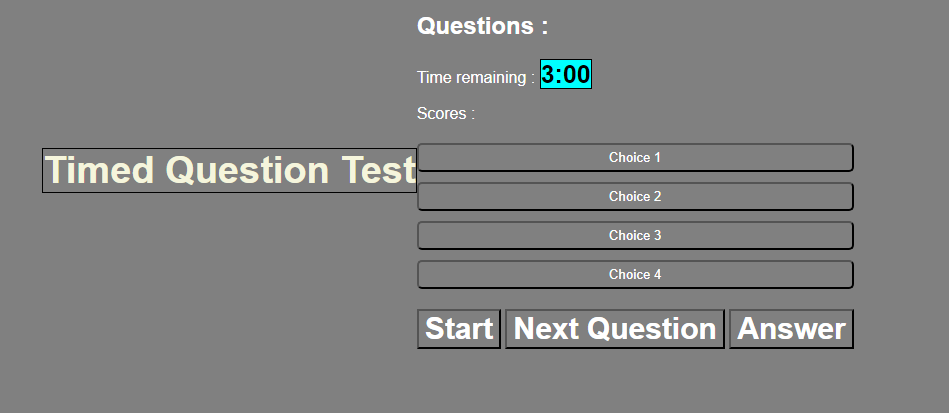 Timed Question Test
Questions :
Time remaining : 3:00
Scores :
Choice 1
Choice 2
Choice 3
Choice 4
Start Next Question Answer